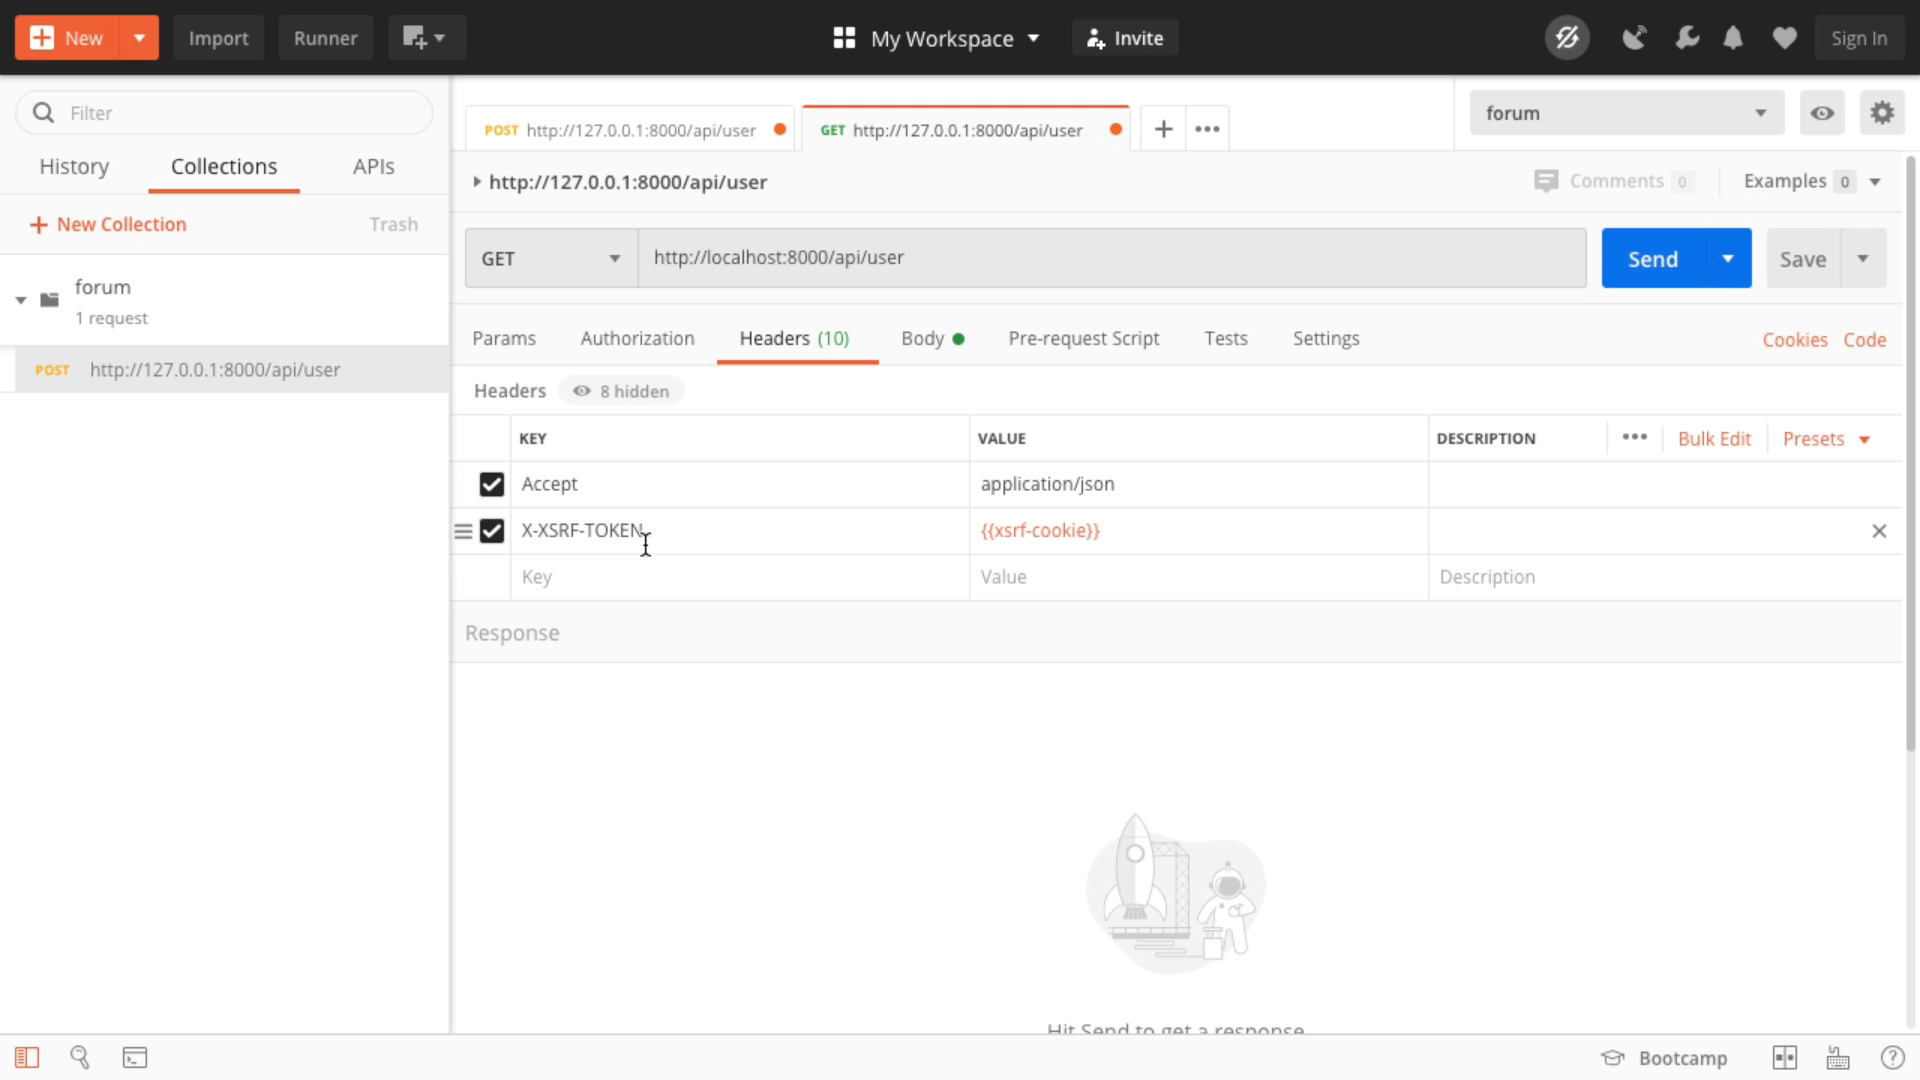 New
Import
Runner
My Workspace
Invite
Sign In
Filter
History
Collections
APIs
+ New Collection
Trash
forum
1 request
POST http://127.0.0.1:8000/api/user
POST http://127.0.0.1:8000/api/user
GET http://127.0.0.1:8000/api/user
forum
http://127.0.0.1:8000/api/user
Comments 0
Examples 0
GET
http://localhost:8000/api/user
Send
Save
Params
Authorization
Headers (10)
Body
Pre-request Script
Tests
Settings
Cookies
Code
Headers
8 hidden
KEY
VALUE
DESCRIPTION
Bulk Edit
Presets
Accept
application/json
X-XSRF-TOKEN
{{xsrf-cookie}}
Key
Value
Description
Response
Hit Send to get a response
Bootcamp